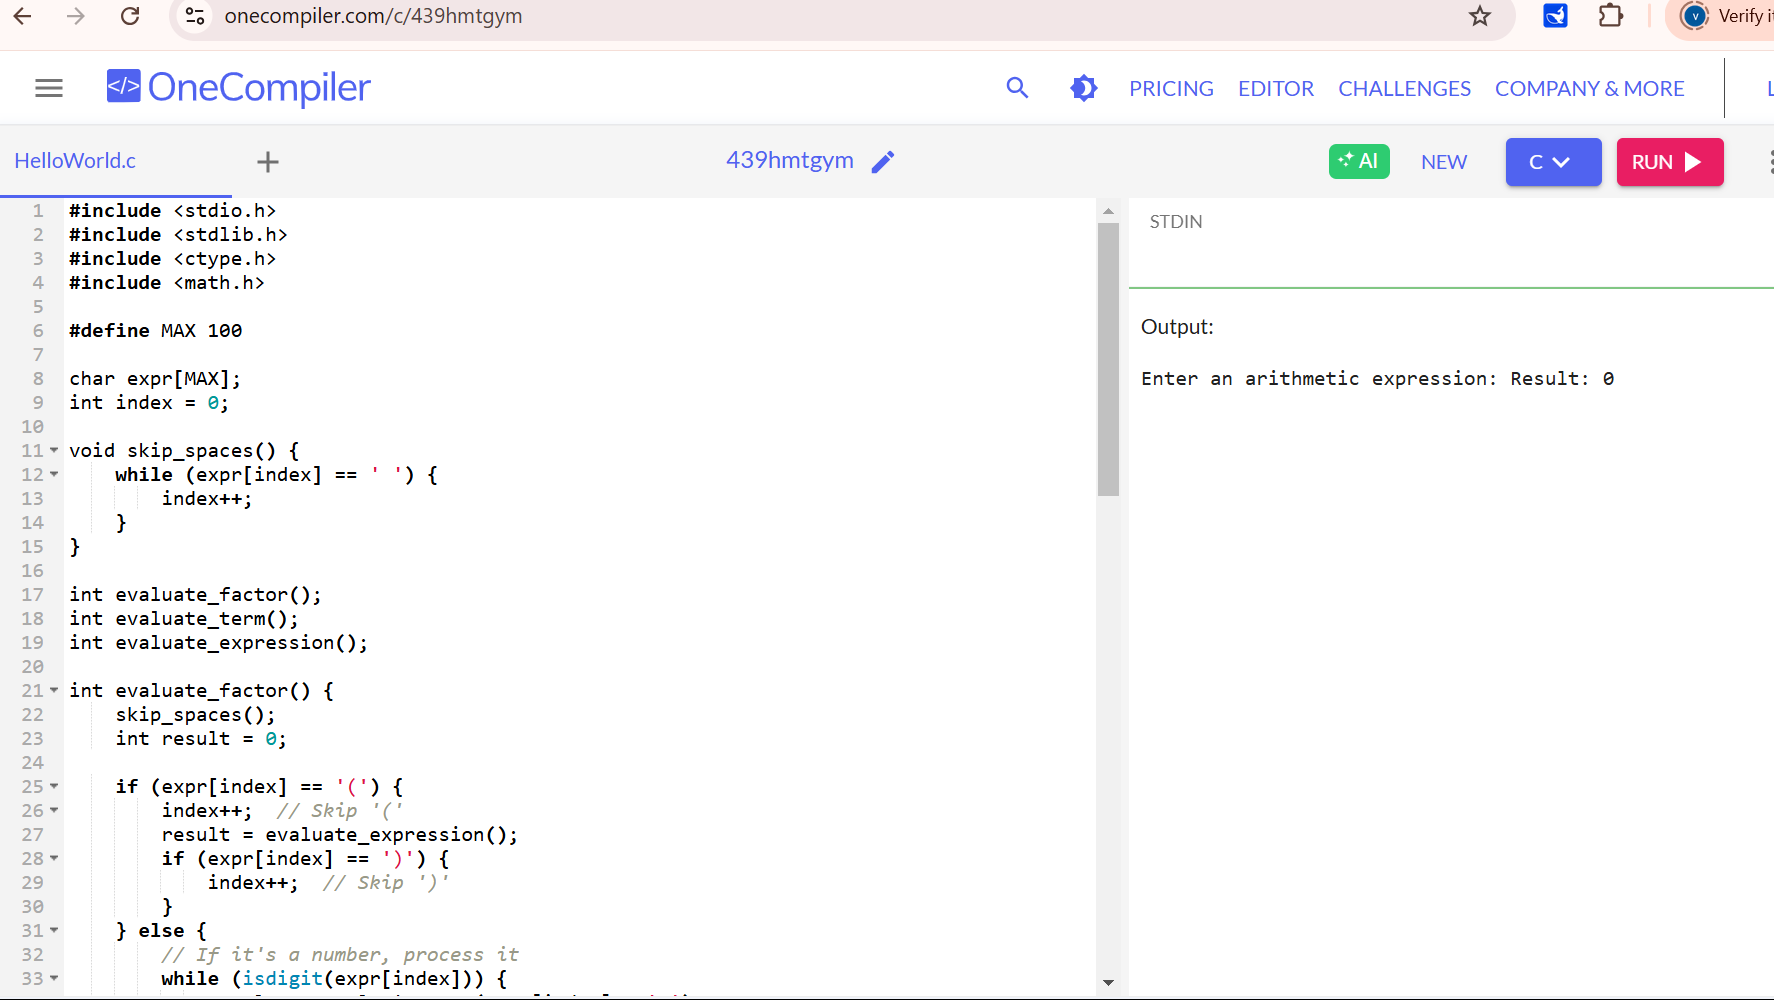 onecompiler.com/c/439hmtgym
Verify i
</> OneCompiler
PRICING EDITOR CHALLENGES COMPANY & MORE
HelloWorld.c + 439hmtgym AI NEW C RUN
1 #include <stdio.h>
2 #include <stdlib.h>
3 #include <ctype.h>
4 #include <math.h>
5
6 #define MAX 100
7
8 char expr[MAX];
9 int index = 0;
10
11 void skip_spaces() {
12 while (expr[index] == ' ') {
13 index++;
14 }
15 }
16
17 int evaluate_factor();
18 int evaluate_term();
19 int evaluate_expression();
20
21 int evaluate_factor() {
22 skip_spaces();
23 int result = 0;
24
25 if (expr[index] == '(') {
26 index++; // Skip '('
27 result = evaluate_expression();
28 if (expr[index] == ')') {
29 index++; // Skip ')'
30 }
31 } else {
32 // If it's a number, process it
33 while (isdigit(expr[index])) {
STDIN
Output:
Enter an arithmetic expression: Result: 0